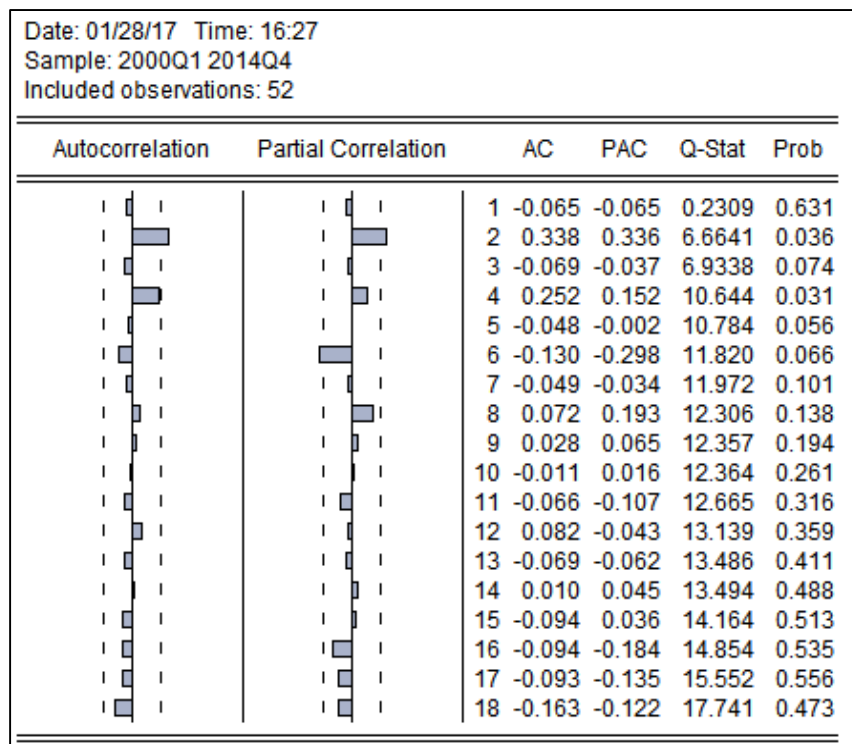 Date: 01/28/17 Time: 16:27
Sample: 2000Q1 2014Q4
Included observations: 52
Autocorrelation Partial Correlation AC PAC Q-Stat Prob
1 -0.065 -0.065 0.2309 0.631
2 0.338 0.336 6.6641 0.036
3 -0.069 -0.037 6.9338 0.074
4 0.252 0.152 10.644 0.031
5 -0.048 -0.002 10.784 0.056
6 -0.130 -0.298 11.820 0.066
7 -0.049 -0.034 11.972 0.101
8 0.072 0.193 12.306 0.138
9 0.028 0.065 12.357 0.194
10 -0.011 0.016 12.364 0.261
11 -0.066 -0.107 12.665 0.316
12 0.082 -0.043 13.139 0.359
13 -0.069 -0.062 13.486 0.411
14 0.010 0.045 13.494 0.488
15 -0.094 0.036 14.164 0.513
16 -0.094 -0.184 14.854 0.535
17 -0.093 -0.135 15.552 0.556
18 -0.163 -0.122 17.741 0.473